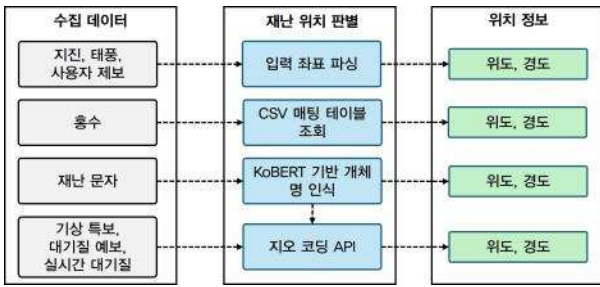 수집 데이터
재난 위치 판별
위치 정보
지진, 태풍,
사용자 제보
입력 좌표 파싱
위도, 경도
홍수
CSV 매팅 테이블
조회
위도, 경도
재난 문자
KoBERT 기반 개체
명 인식
위도, 경도
기상 특보,
대기질 예보,
실시간 대기질
지오 코딩 API
위도, 경도